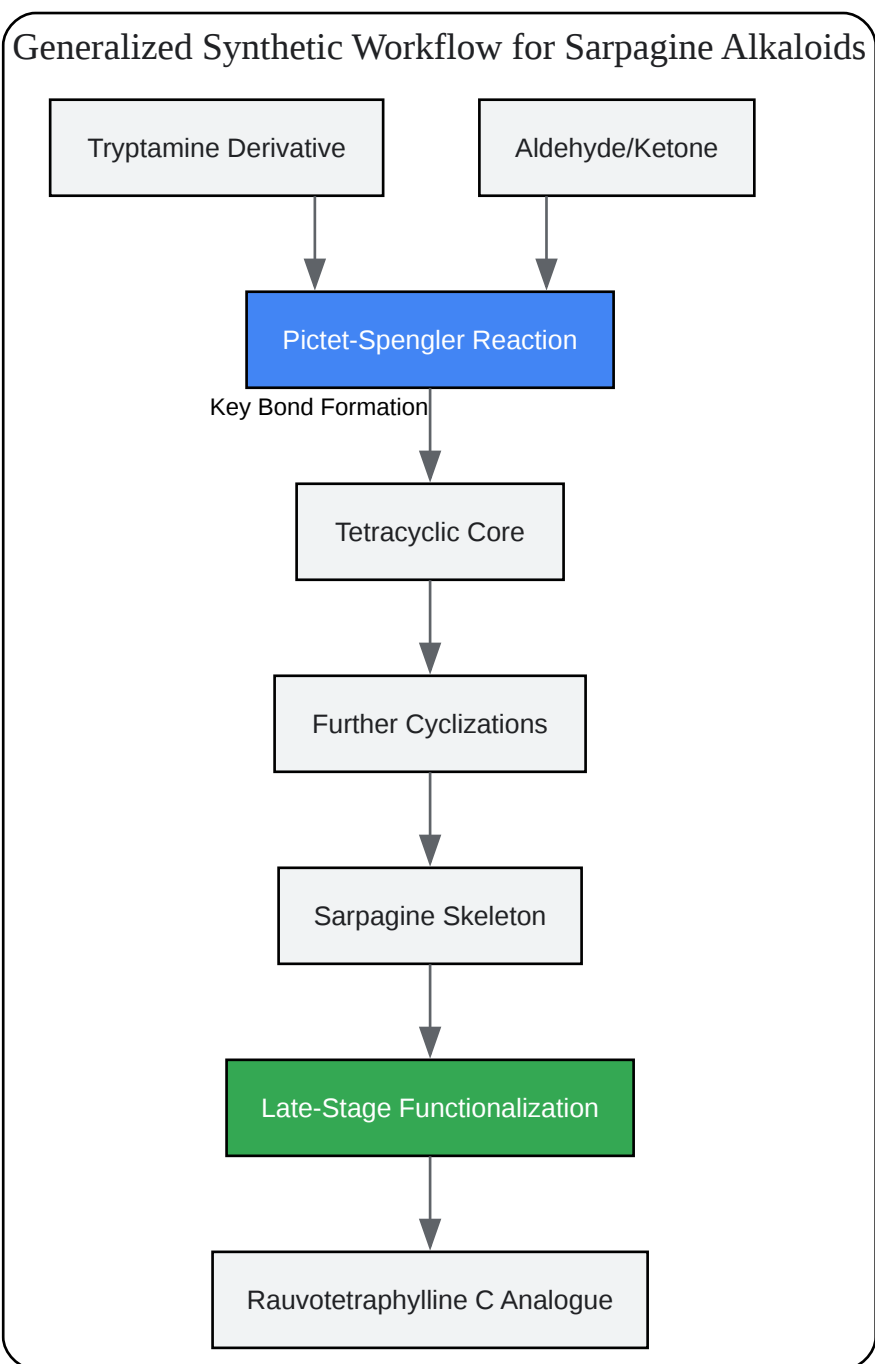 Generalized Synthetic Workflow for Sarpagine Alkaloids
Tryptamine Derivative
Aldehyde/Ketone
Pictet-Spengler Reaction
Key Bond Formation
Tetracyclic Core
Further Cyclizations
Sarpagine Skeleton
Late-Stage Functionalization
Rauvotetraphylline C Analogue